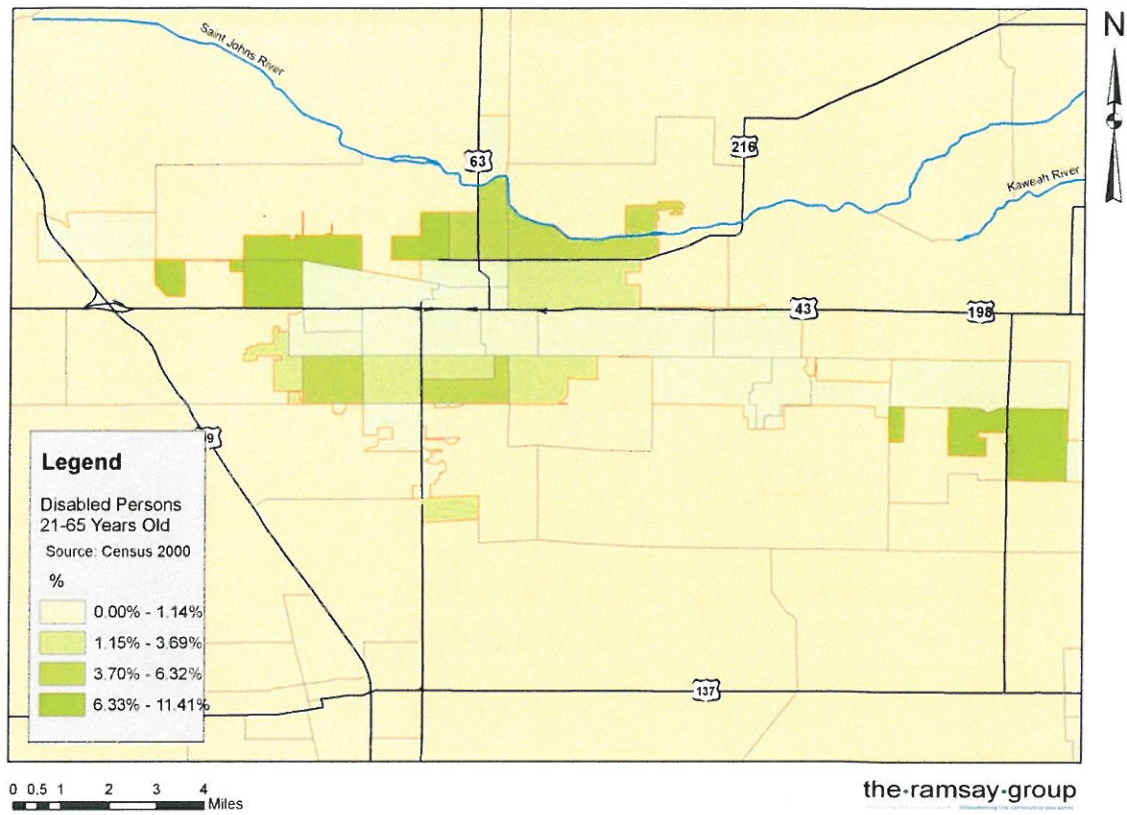 N
Saint Johns River
63
216
Kaweah River
43
198
Legend
Disabled Persons
21-65 Years Old
Source: Census 2000
%
0.00% - 1.14%
1.15% - 3.69%
3.70% - 6.32%
6.33% - 11.41%
137
0 0.5 1 2 3 4
Miles
the·ramsay·group